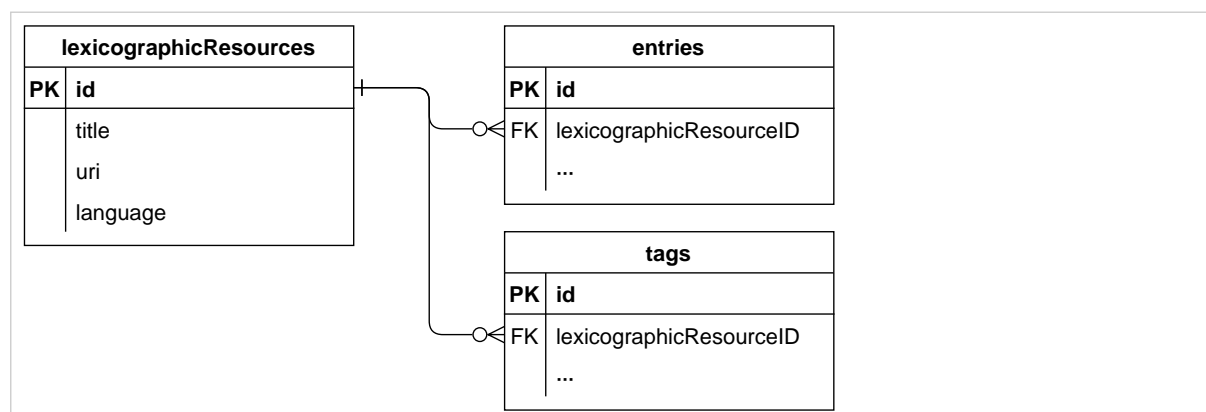 lexicographicResources
PK id
title
uri
language
entries
PK id
FK lexicographicResourceID
...
tags
PK id
FK lexicographicResourceID
...